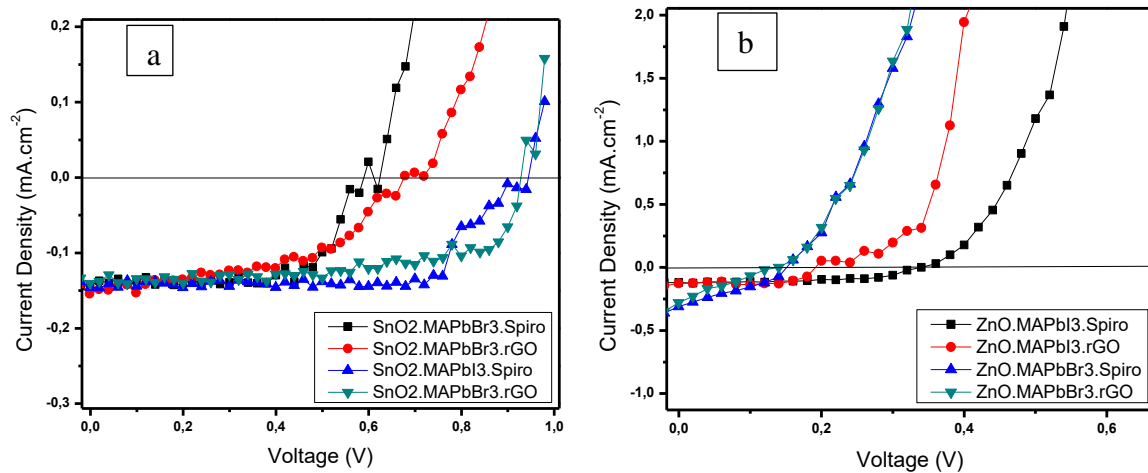 a
Current Density (mA.cm-2)
0,2
0,1
0,0
-0,1
-0,2
-0,3
SnO2.MAPbBr3.Spiro
SnO2.MAPbBr3.rGO
SnO2.MAPbI3.Spiro
SnO2.MAPbBr3.rGO
0,0 0,2 0,4 0,6 0,8 1,0
Voltage (V)
b
Current Density (mA.cm-2)
2,0
1,5
1,0
0,5
0,0
-0,5
-1,0
ZnO.MAPbI3.Spiro
ZnO.MAPbI3.rGO
ZnO.MAPbBr3.Spiro
ZnO.MAPbBr3.rGO
0,2 0,4 0,6
Voltage (V)